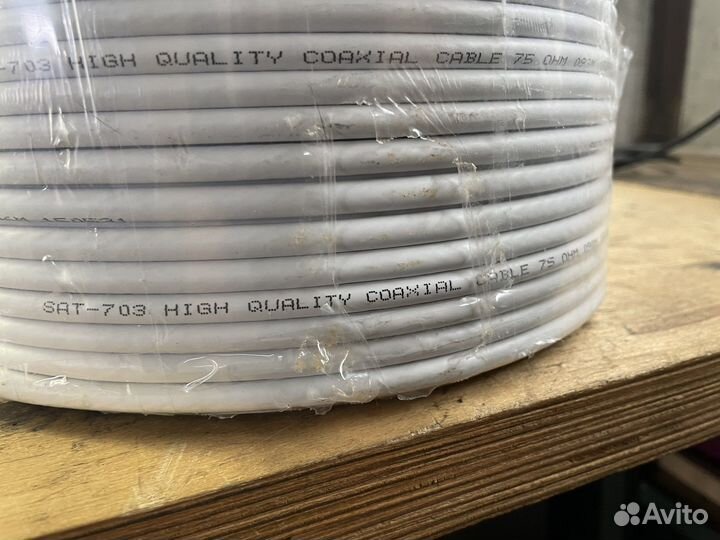 -703 HIGH QUALITY COAXIAL CABLE 75 OHM
SAT-703 HIGH QUALITY COAXIAL CABLE 75 OHM
Avito